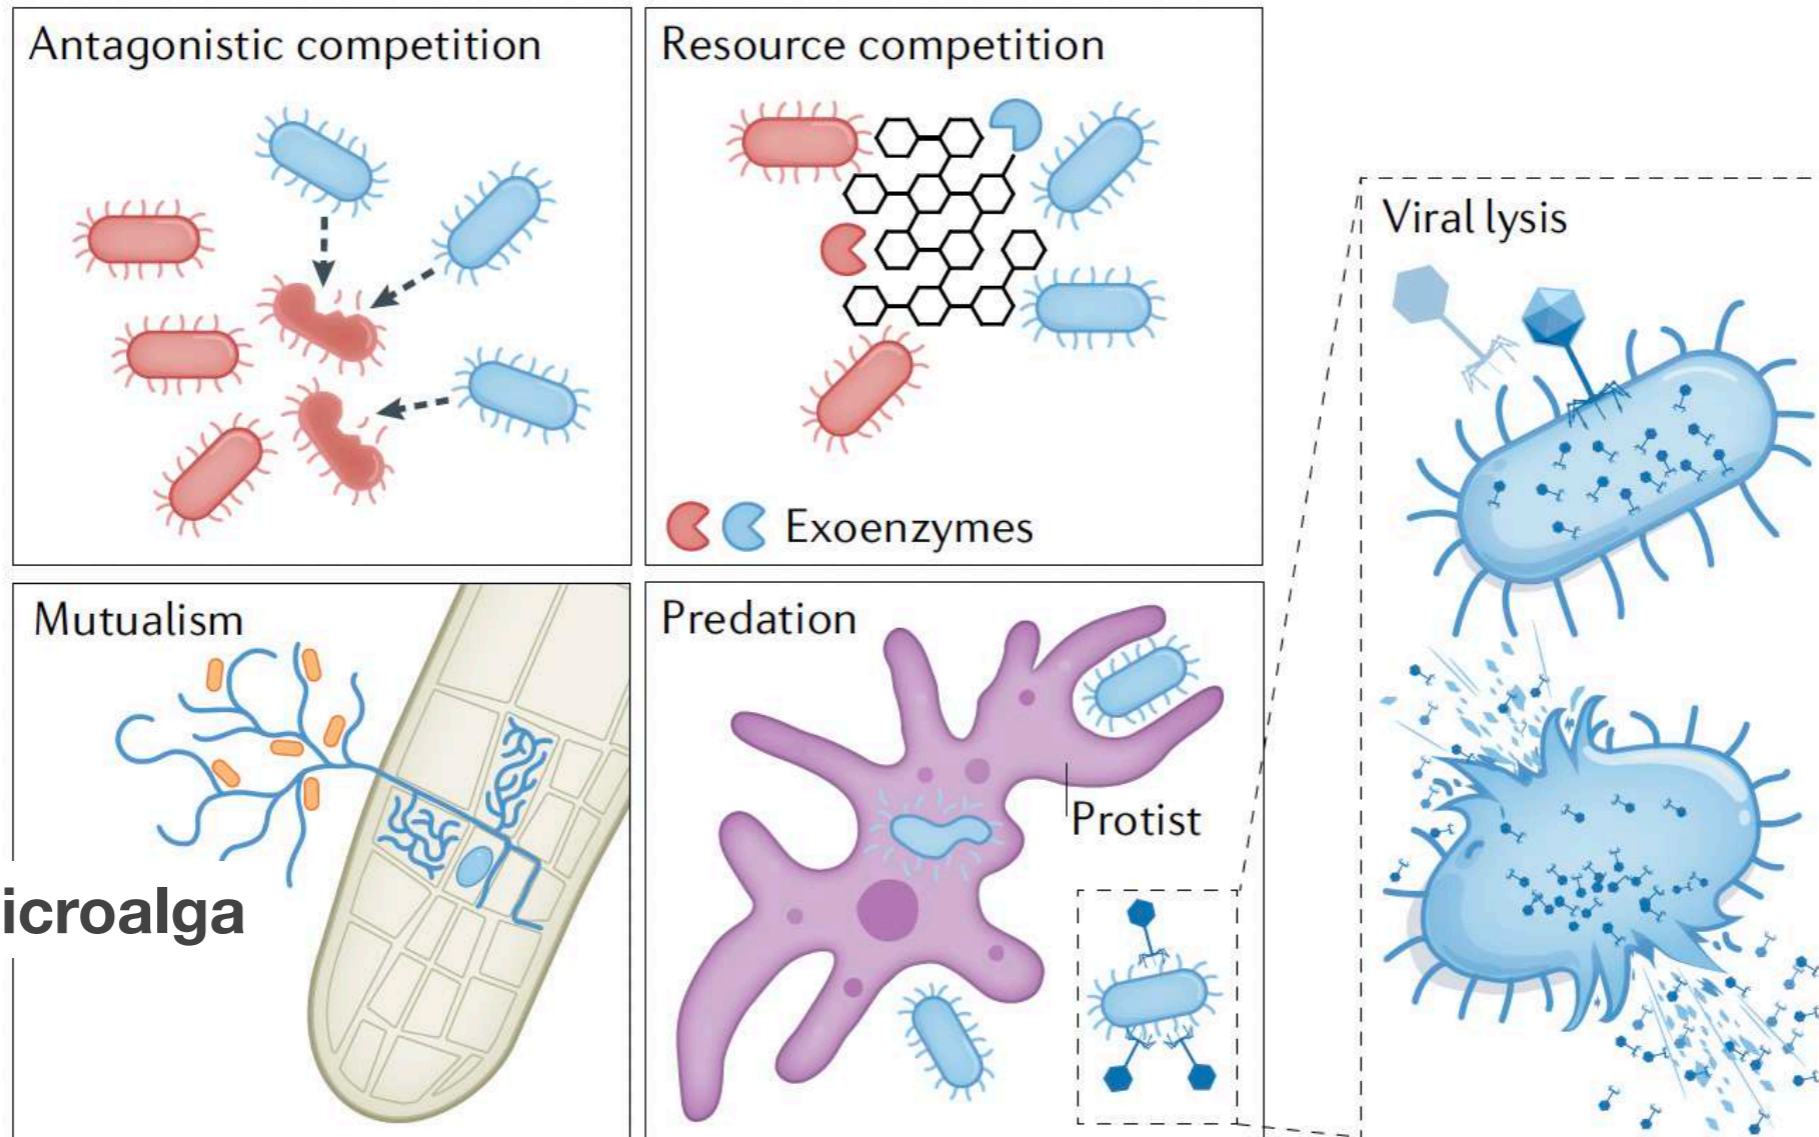 Antagonistic competition
Resource competition
Exoenzymes
Viral lysis
Mutualism
Predation
Protist
icroalga